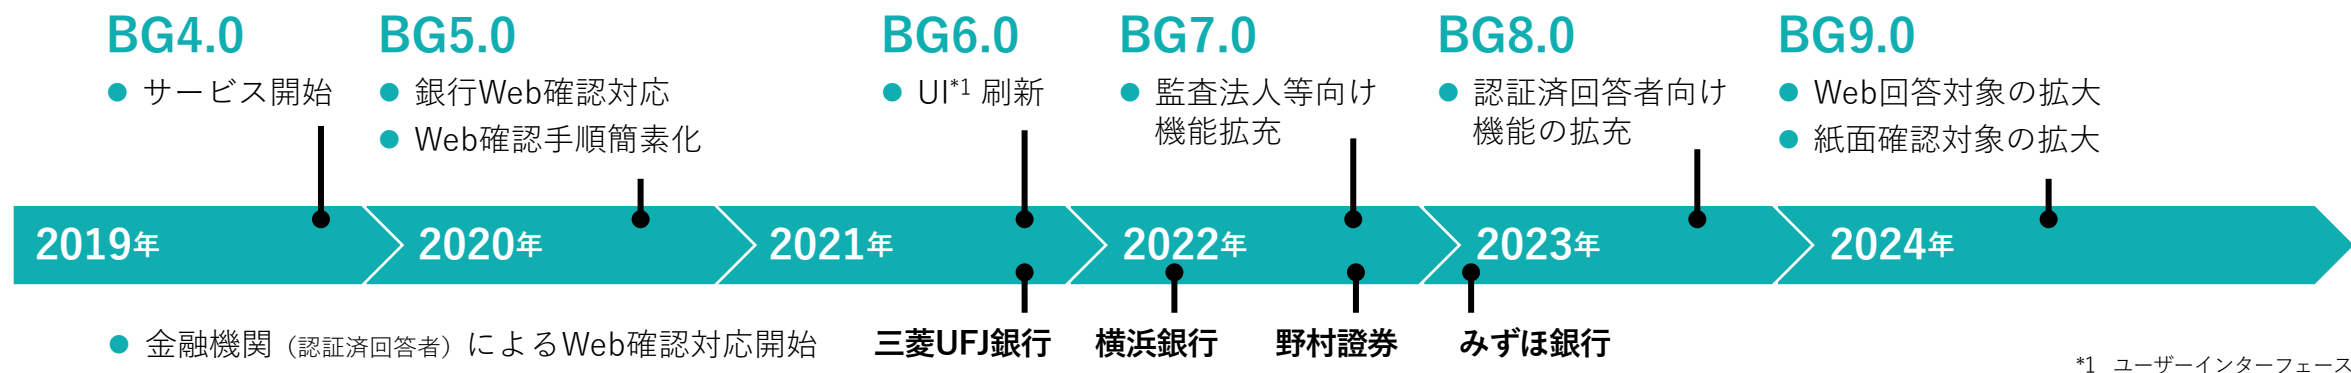 BG4.0
● サービス開始
BG5.0
● 銀行Web確認対応
● Web確認手順簡素化
BG6.0
● UI*1 刷新
BG7.0
● 監査法人等向け
機能拡充
BG8.0
● 認証済回答者向け
機能の拡充
BG9.0
● Web回答対象の拡大
● 紙面確認対象の拡大
2019年
2020年
2021年
2022年
2023年
2024年
● 金融機関（認証済回答者）によるWeb確認対応開始
三菱UFJ銀行
横浜銀行
野村證券
みずほ銀行
*1 ユーザーインターフェース